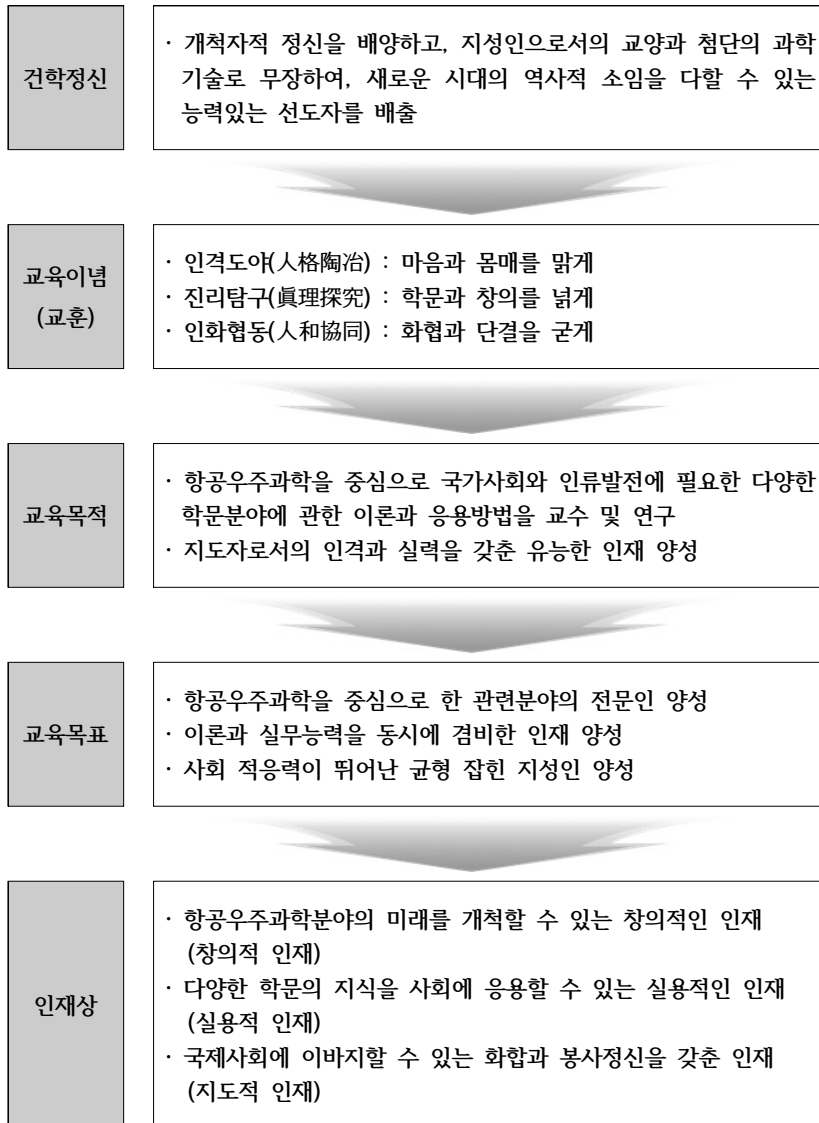 건학정신
· 개척자적 정신을 배양하고, 지성인으로서의 교양과 첨단의 과학
기술로 무장하여, 새로운 시대의 역사적 소임을 다할 수 있는
능력있는 선도자를 배출
교육이념
(교훈)
· 인격도야(人格陶冶) : 마음과 몸매를 맑게
· 진리탐구(眞理探究) : 학문과 창의를 넓게
· 인화협동(人和協同) : 화협과 단결을 굳게
교육목적
· 항공우주과학을 중심으로 국가사회와 인류발전에 필요한 다양한
학문분야에 관한 이론과 응용방법을 교수 및 연구
· 지도자로서의 인격과 실력을 갖춘 유능한 인재 양성
교육목표
· 항공우주과학을 중심으로 한 관련분야의 전문인 양성
· 이론과 실무능력을 동시에 겸비한 인재 양성
· 사회 적응력이 뛰어난 균형 잡힌 지성인 양성
인재상
· 항공우주과학분야의 미래를 개척할 수 있는 창의적인 인재
(창의적 인재)
· 다양한 학문의 지식을 사회에 응용할 수 있는 실용적인 인재
(실용적 인재)
· 국제사회에 이바지할 수 있는 화합과 봉사정신을 갖춘 인재
(지도적 인재)